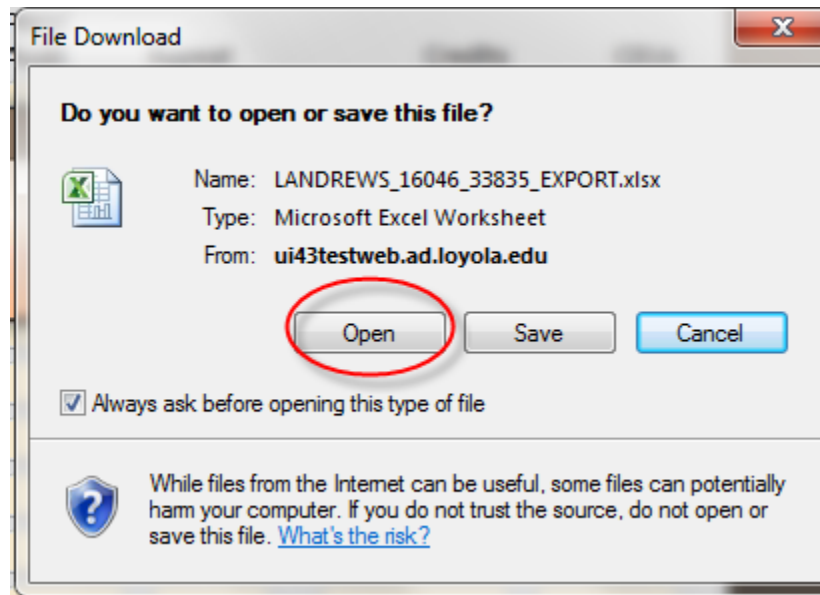 File Download
Do you want to open or save this file?
Name: LANDREWS_16046_33835_EXPORT.xlsx
Type: Microsoft Excel Worksheet
From: ui43testweb.ad.loyola.edu
Open Save Cancel
Always ask before opening this type of file
While files from the Internet can be useful, some files can potentially
harm your computer. If you do not trust the source, do not open or
save this file. What's the risk?